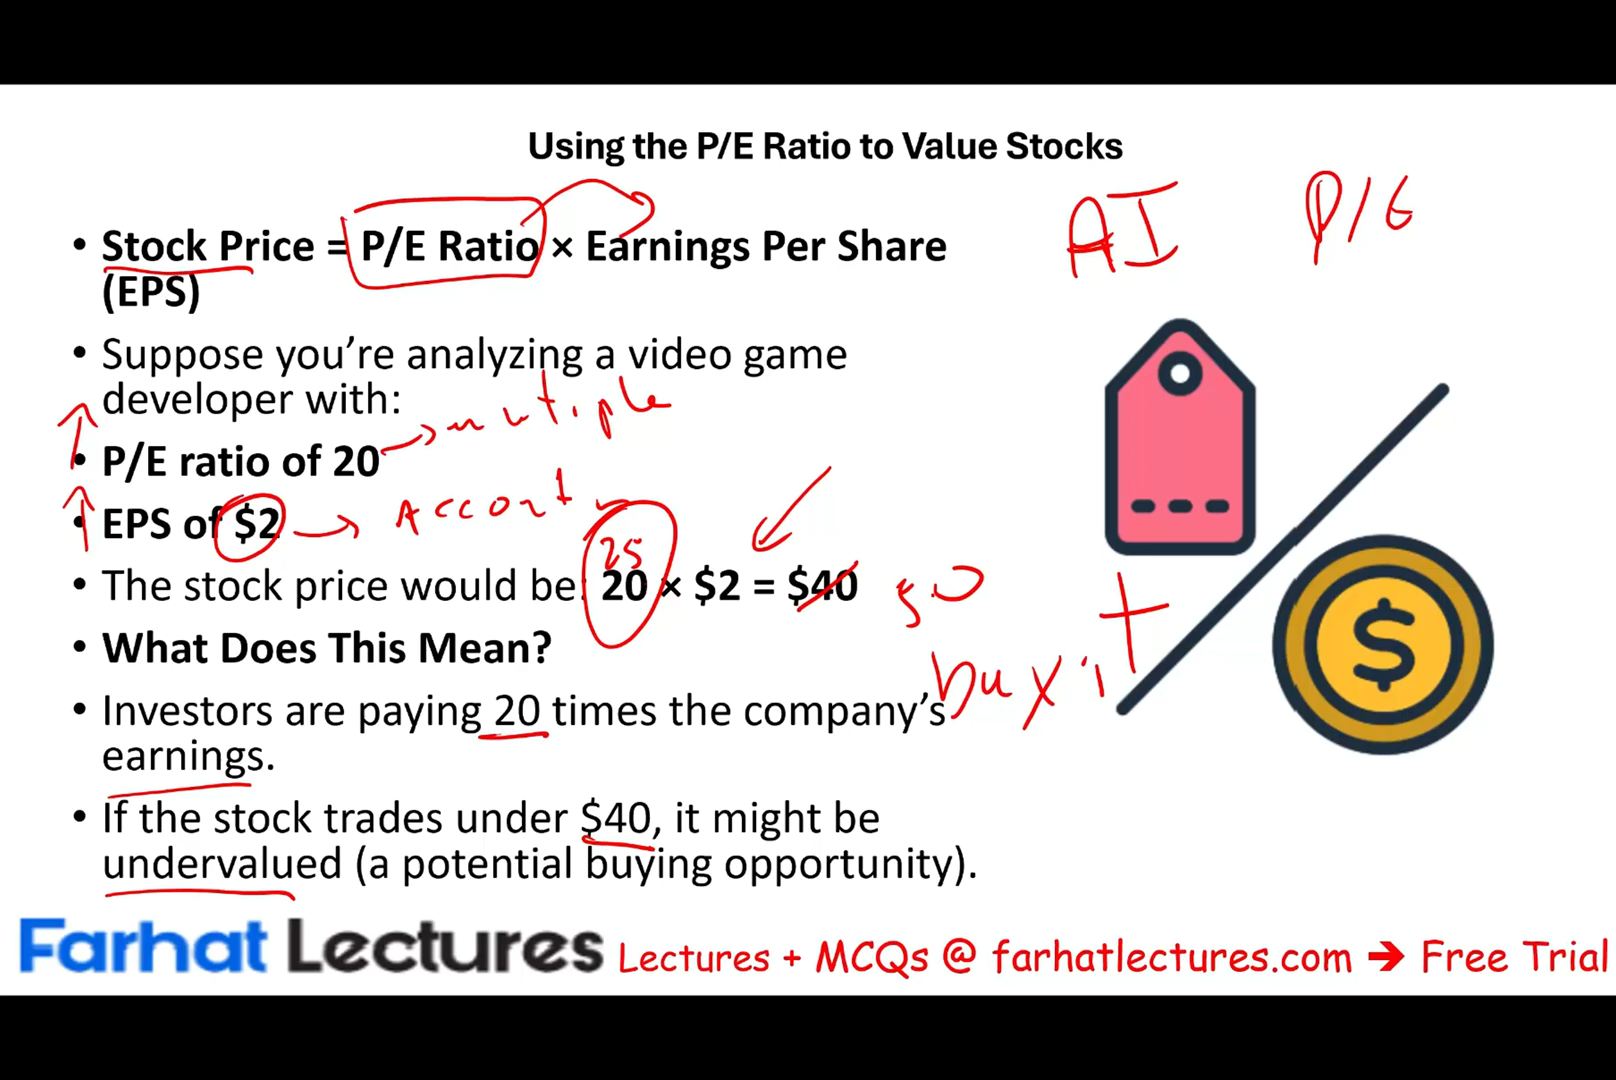 Using the P/E Ratio to Value Stocks
AI P/E
• Stock Price = P/E Ratio × Earnings Per Share
(EPS)
• Suppose you're analyzing a video game
developer with:
multiple
• P/E ratio of 20
• EPS of $2
25
• The stock price would be: 20 × $2 = $40 50
• What Does This Mean?
buy it
• Investors are paying 20 times the company's
earnings.
• If the stock trades under $40, it might be
undervalued (a potential buying opportunity).
Farhat Lectures Lectures + MCQs @ farhatlectures.com ➔ Free Trial
$